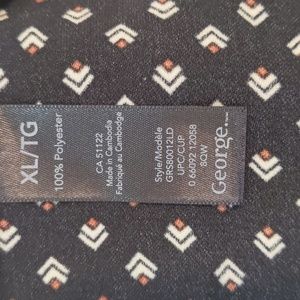 XL/TG
100% Polyester
CA 51122
Made in Cambodia
Fabriqué au Cambodge
Style/Modèle
GRS80012LD
UPC/CUP
0 66092 12058
8QW
George.